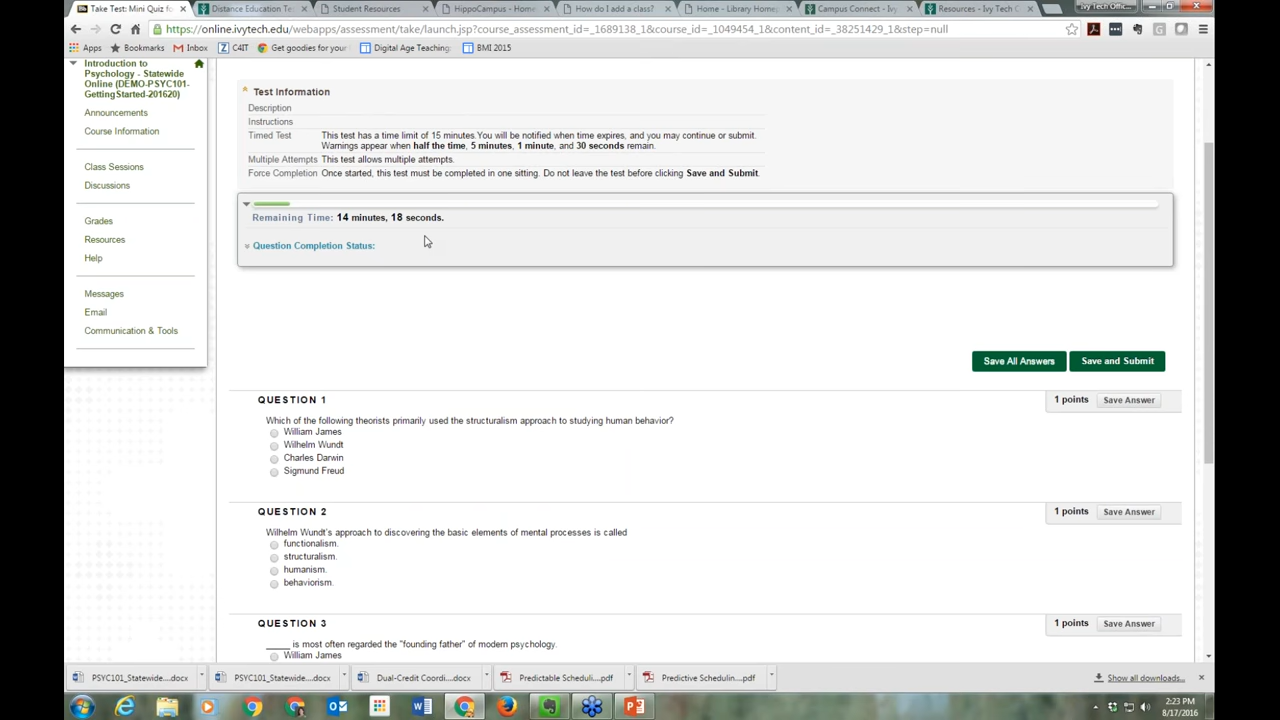 Take Test: Mini Quiz fo
Distance Education Te
Student Resources
HippoCampus - Home
How do I add a class?
Home - Library Home
Campus Connect - Ivy
Resources - Ivy Tech C
Ivy Tech Offic...
https://online.ivytech.edu/webapps/assessment/take/launch.jsp?course_assessment_id=_1689138_1&course_id=_1049454_1&content_id=_38251429_1&step=null
Apps
Bookmarks
Inbox
C4IT
Get goodies for your
Digital Age Teaching
BMI 2015
Introduction to
Psychology - Statewide
Online (DEMO-PSYC101-
GettingStarted-201620)
Announcements
Course Information
Class Sessions
Discussions
Grades
Resources
Help
Messages
Email
Communication & Tools
Test Information
Description
Instructions
Timed Test This test has a time limit of 15 minutes.You will be notified when time expires, and you may continue or submit.
Warnings appear when half the time, 5 minutes, 1 minute, and 30 seconds remain.
Multiple Attempts This test allows multiple attempts.
Force Completion Once started, this test must be completed in one sitting. Do not leave the test before clicking Save and Submit.
Remaining Time: 14 minutes, 18 seconds.
Question Completion Status:
Save All Answers
Save and Submit
QUESTION 1
1 points
Save Answer
Which of the following theorists primarily used the structuralism approach to studying human behavior?
William James
Wilhelm Wundt
Charles Darwin
Sigmund Freud
QUESTION 2
1 points
Save Answer
Wilhelm Wundt's approach to discovering the basic elements of mental processes is called
functionalism.
structuralism.
humanism.
behaviorism.
QUESTION 3
1 points
Save Answer
_____ is most often regarded the "founding father" of modern psychology.
William James
PSYC101_Statewide....docx
PSYC101_Statewide....docx
Dual-Credit Coordi....docx
Predictable Scheduli....pdf
Predictive Schedulin....pdf
Show all downloads...
2:23 PM
8/17/2016